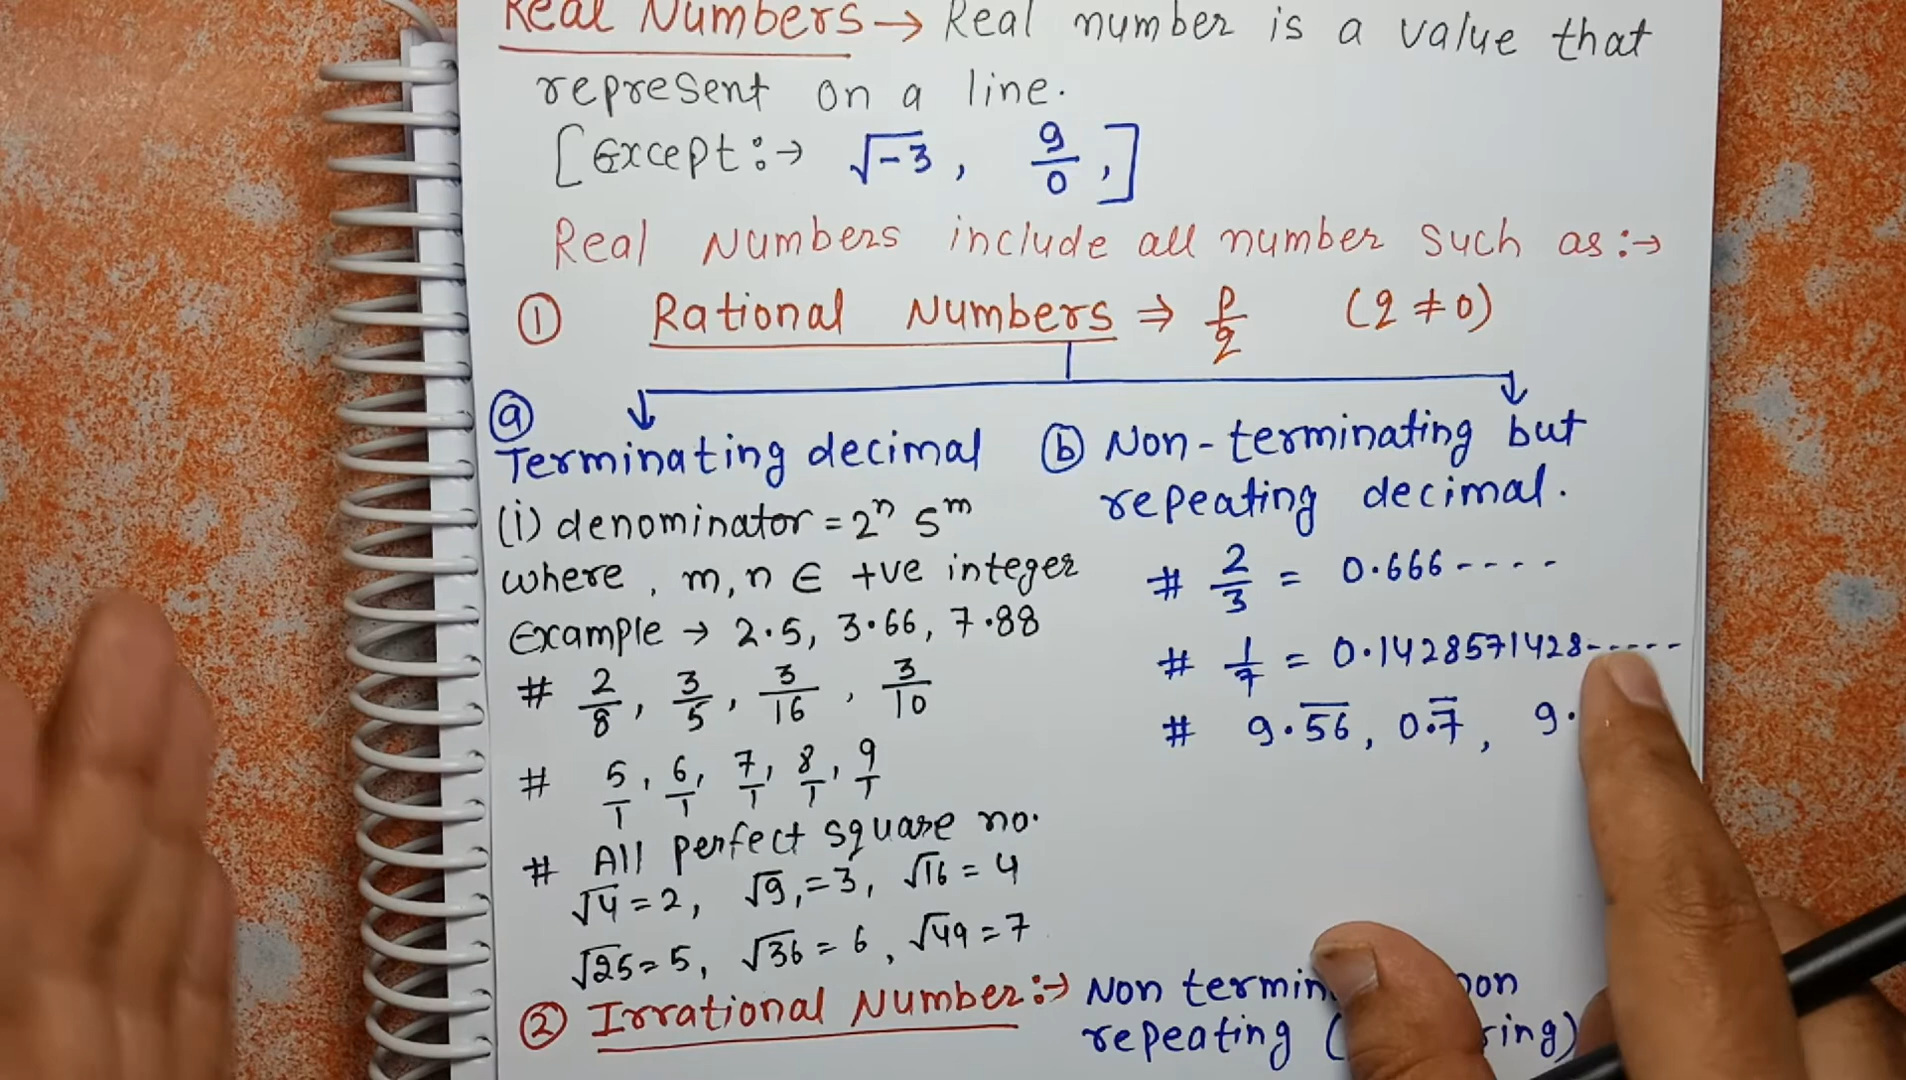 Real Numbers → Real number is a value that
represent on a line.
[Except:→ √-3, 9/0,]
Real Numbers include all number such as:→
① Rational Numbers ⇒ p/q (q ≠ 0)
ⓐ
Terminating decimal
(i) denominator = 2ⁿ 5ᵐ
where, m,n ∈ +ve integer
Example → 2.5, 3.66, 7.88
# 2/8, 3/5, 3/16, 3/10
# 5/1, 6/1, 7/1, 8/1, 9/1
# All perfect square no.
√4 = 2, √9, = 3, √16 = 4
√25 = 5, √36 = 6, √49 = 7
ⓑ Non-terminating but
repeating decimal.
# 2/3 = 0.666----
# 1/7 = 0.1428571428-----
# 9.5̅6̅, 0.7̅, 9.
② Irrational Number:→ Non
repeating (